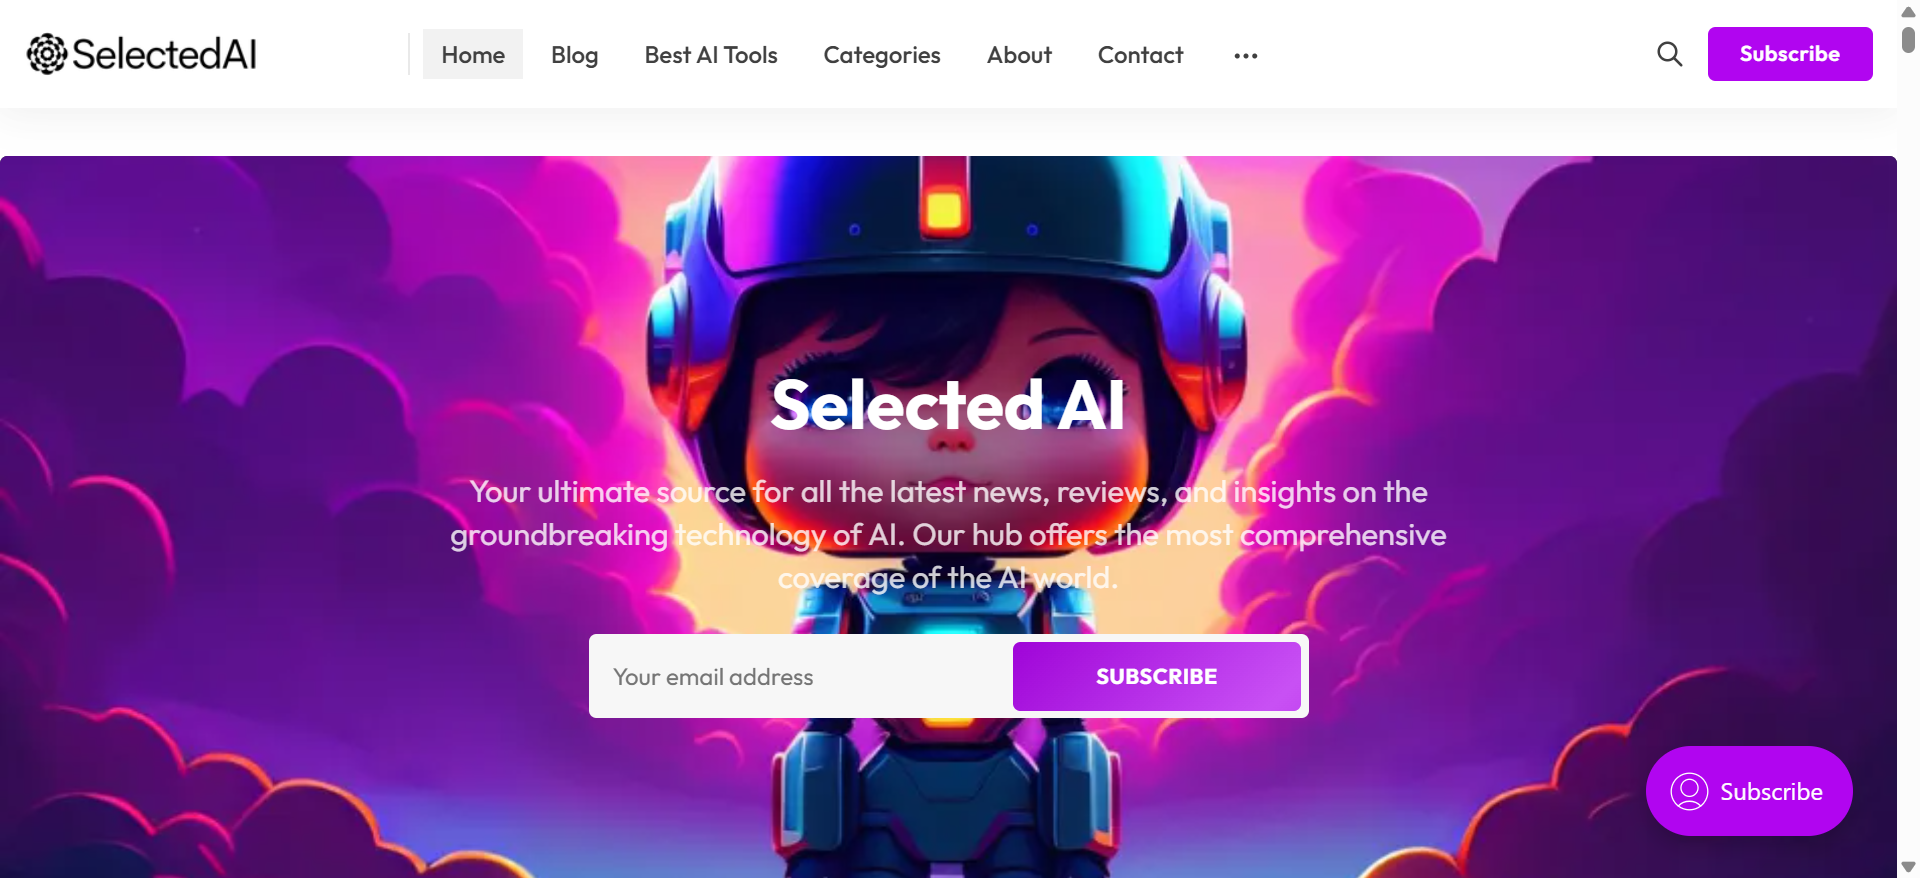 SelectedAI
Home Blog Best AI Tools Categories About Contact
Subscribe
Selected AI
Your ultimate source for all the latest news, reviews, and insights on the
groundbreaking technology of AI. Our hub offers the most comprehensive
coverage of the AI world.
Your email address
SUBSCRIBE
Subscribe